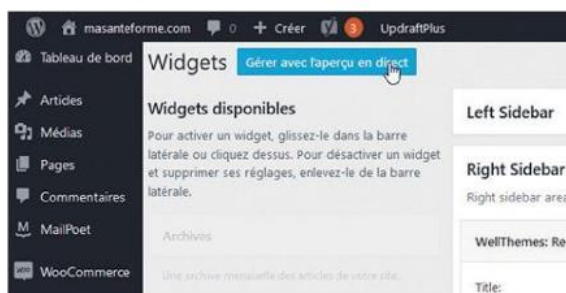 masanteforme.com 0 + Créer 3 UpdraftPlus
Tableau de bord
Articles
Médias
Pages
Commentaires
MailPoet
WooCommerce
Widgets Gérer avec l'aperçu en direct
Widgets disponibles
Pour activer un widget, glissez-le dans la barre
latérale ou cliquez dessus. Pour désactiver un widget
et supprimer ses réglages, enlevez-le de la barre
latérale.
Archives
Une archive mensuelle des articles de votre site.
Left Sidebar
Right Sidebar
Right sidebar area
WellThemes: Re
Title: